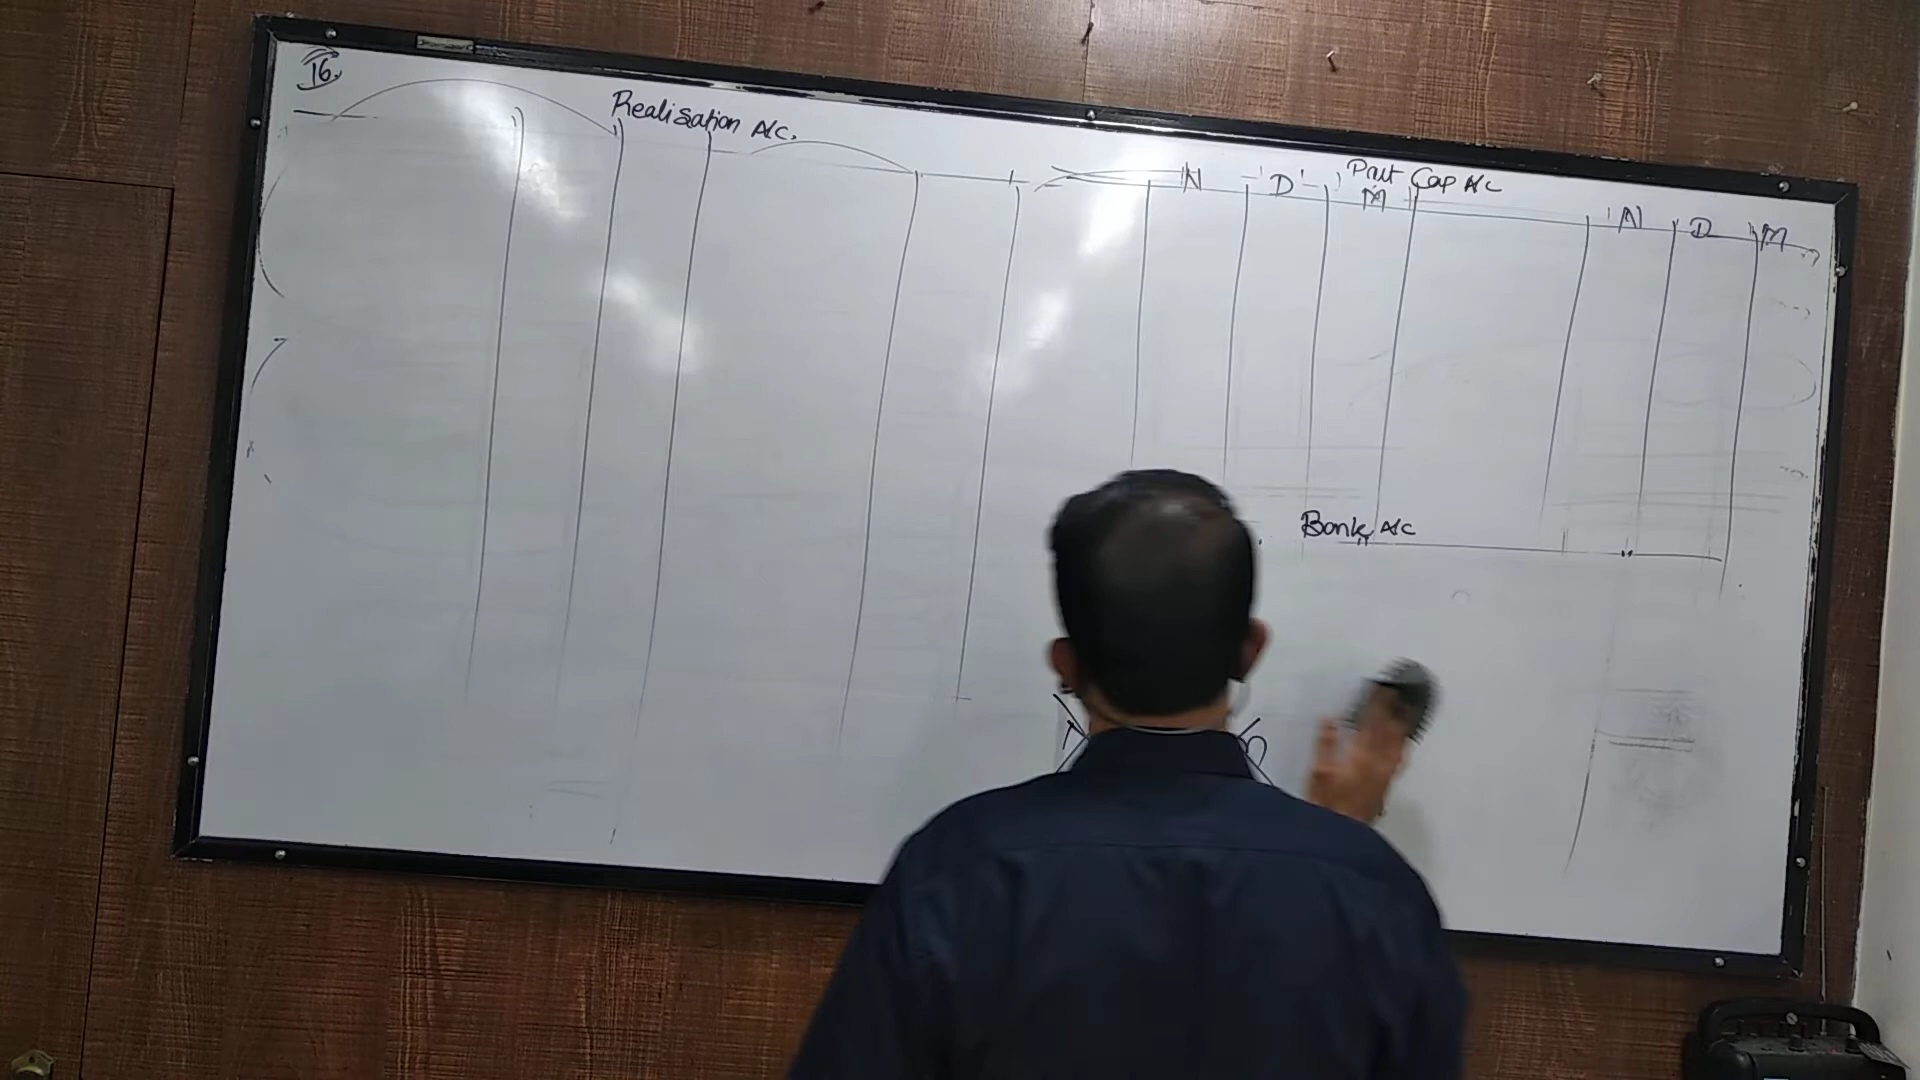 16.
Realisation A/c.
Part Cap A/c
N D M
N D M
Bank A/c